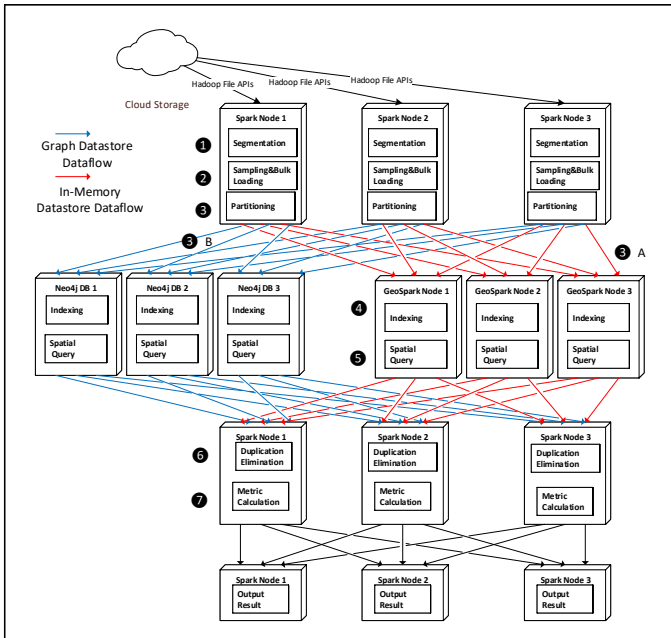 Hadoop File APIs
Hadoop File APIs
Hadoop File APIs
Cloud Storage
Spark Node 1
Spark Node 2
Spark Node 3
Graph Datastore
Dataflow
In-Memory
Datastore Dataflow
1
Segmentation
Segmentation
Segmentation
2
Sampling&Bulk
Loading
Sampling&Bulk
Loading
Sampling&Bulk
Loading
3
Partitioning
Partitioning
Partitioning
3 B
3 A
Neo4j DB 1
Neo4j DB 2
Neo4j DB 3
GeoSpark Node 1
GeoSpark Node 2
GeoSpark Node 3
Indexing
Indexing
Indexing
4
Indexing
Indexing
Indexing
Spatial
Query
Spatial
Query
Spatial
Query
5
Spatial
Query
Spatial
Query
Spatial
Query
Spark Node 1
Spark Node 2
Spark Node 3
6
Duplication
Elimination
Duplication
Elimination
Duplication
Elimination
7
Metric
Calculation
Metric
Calculation
Metric
Calculation
Spark Node 1
Spark Node 2
Spark Node 3
Output
Result
Output
Result
Output
Result